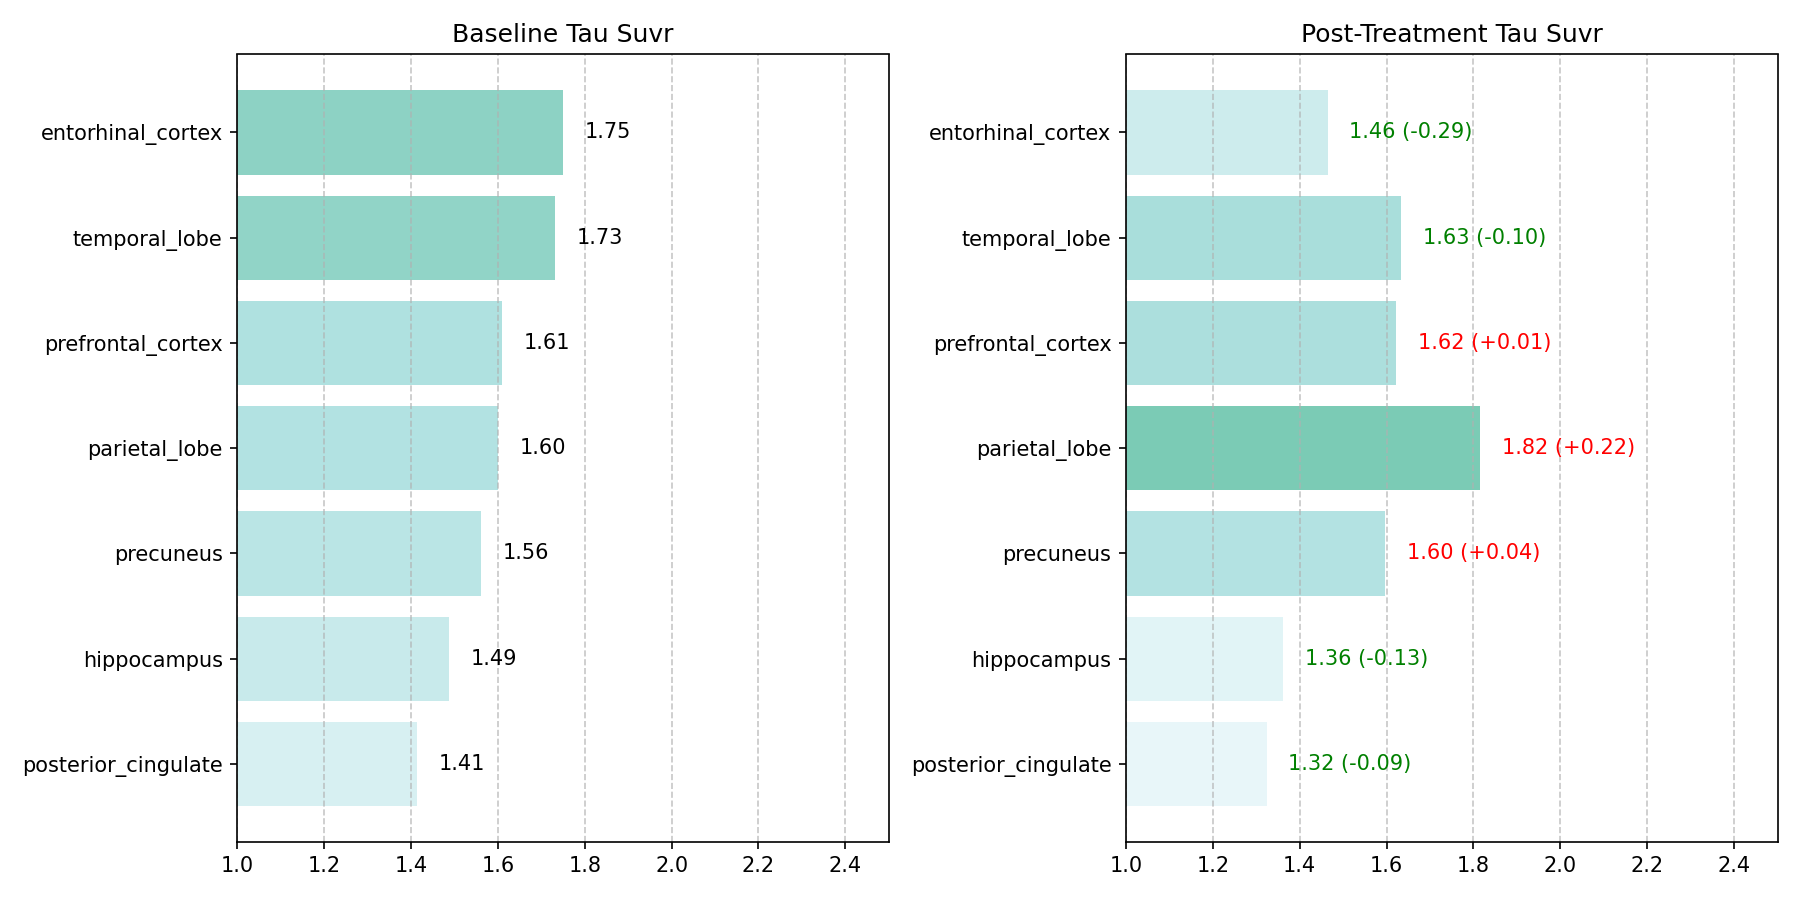 Baseline Tau Suvr
entorhinal_cortex
1.75
temporal_lobe
1.73
prefrontal_cortex
1.61
parietal_lobe
1.60
precuneus
1.56
hippocampus
1.49
posterior_cingulate
1.41
1.0 1.2 1.4 1.6 1.8 2.0 2.2 2.4
Post-Treatment Tau Suvr
entorhinal_cortex
1.46 (-0.29)
temporal_lobe
1.63 (-0.10)
prefrontal_cortex
1.62 (+0.01)
parietal_lobe
1.82 (+0.22)
precuneus
1.60 (+0.04)
hippocampus
1.36 (-0.13)
posterior_cingulate
1.32 (-0.09)
1.0 1.2 1.4 1.6 1.8 2.0 2.2 2.4